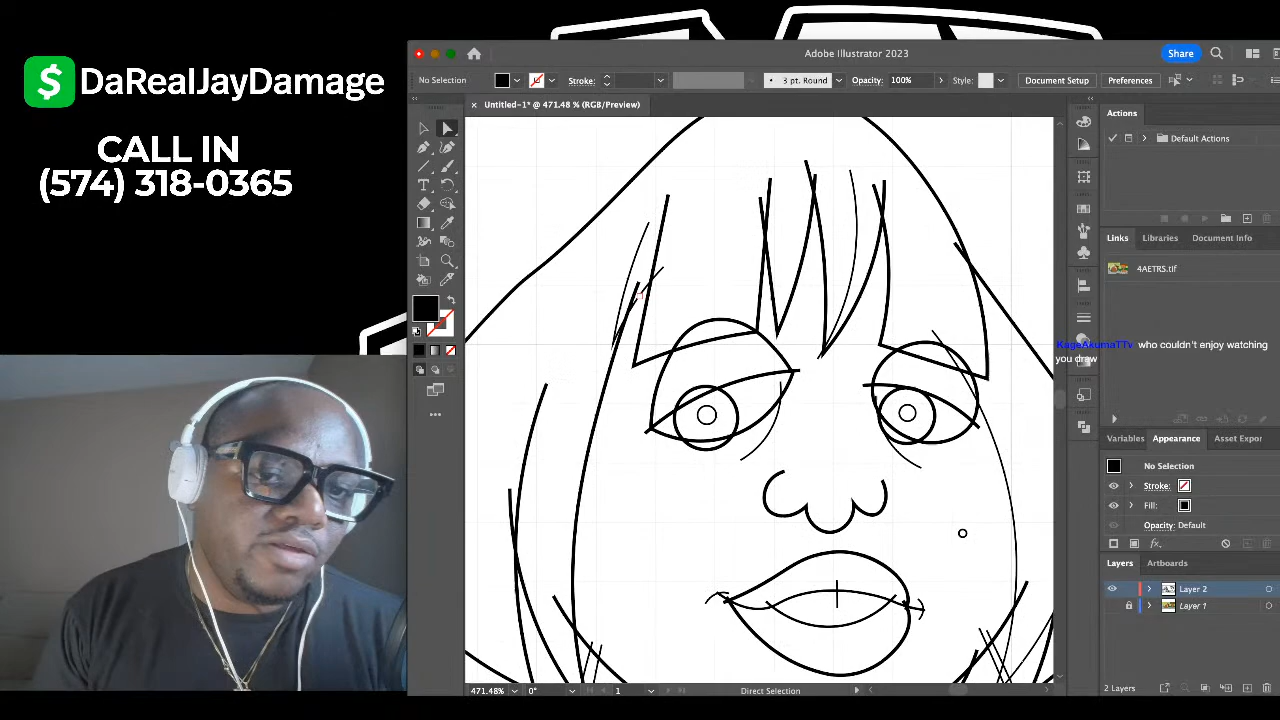 $ DaRealJayDamage
CALL IN
(574) 318-0365
Adobe Illustrator 2023
Share
No Selection
Stroke:
3 pt. Round
Opacity: 100%
Style:
Document Setup
Preferences
× Untitled-1* @ 471.48 % (RGB/Preview)
Actions
Default Actions
Links
Libraries
Document Info
4AETRS.tif
KageAkumaTTv who couldn't enjoy watching
you draw
Variables
Appearance
Asset Expor
No Selection
Stroke:
Fill:
Opacity: Default
fx
Layers
Artboards
Layer 2
Layer 1
2 Layers
471.48%
0°
1
Direct Selection